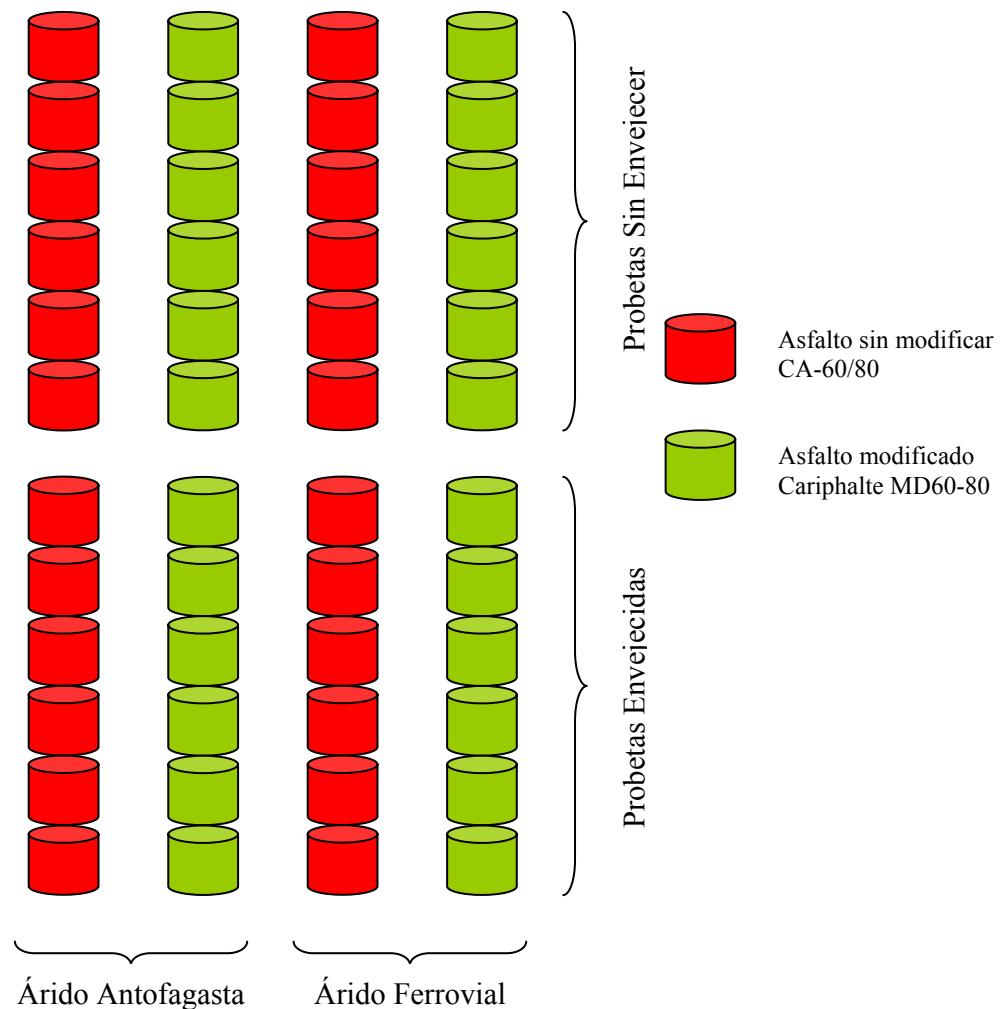 Probetas Sin Envejecer
Asfalto sin modificar
CA-60/80
Asfalto modificado
Cariphalte MD60-80
Probetas Envejecidas
Árido Antofagasta
Árido Ferrovial